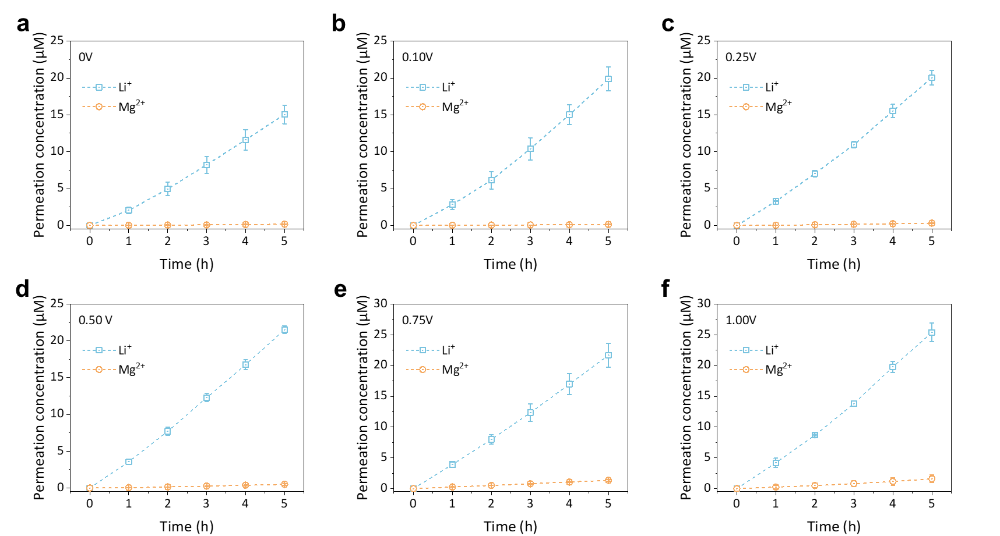 a
Permeation concentration (μM)
25
20
15
10
5
0
0V
Li⁺
Mg²⁺
0 1 2 3 4 5
Time (h)
b
Permeation concentration (μM)
25
20
15
10
5
0
0.10V
Li⁺
Mg²⁺
0 1 2 3 4 5
Time (h)
c
Permeation concentration (μM)
25
20
15
10
5
0
0.25V
Li⁺
Mg²⁺
0 1 2 3 4 5
Time (h)
d
Permeation concentration (μM)
25
20
15
10
5
0
0.50 V
Li⁺
Mg²⁺
0 1 2 3 4 5
Time (h)
e
Permeation concentration (μM)
30
25
20
15
10
5
0
0.75V
Li⁺
Mg²⁺
0 1 2 3 4 5
Time (h)
f
Permeation concentration (μM)
30
25
20
15
10
5
0
1.00V
Li⁺
Mg²⁺
0 1 2 3 4 5
Time (h)